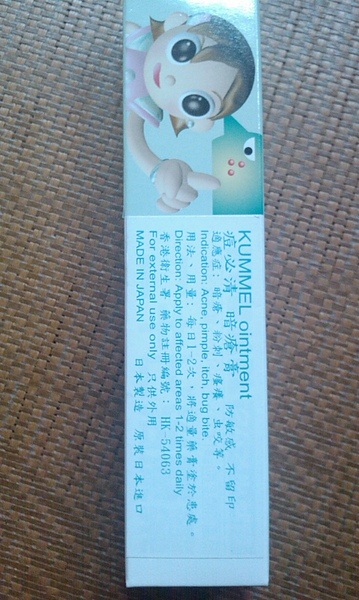 KUMMEL ointment
痘必清 暗瘡膏 防敏感 不留印
適應症：暗瘡、粉刺、痕癢、虫咬等。
Indication: Acne, pimple, itch, bug bite.
用法、用量：每日1-2次，將適量藥膏塗於患處。
Direction: Apply to affected areas 1-2 times daily
香港衛生署 藥物註冊編號：HK-54063
For external use only 只供外用
MADE IN JAPAN 日本製造 原裝日本進口